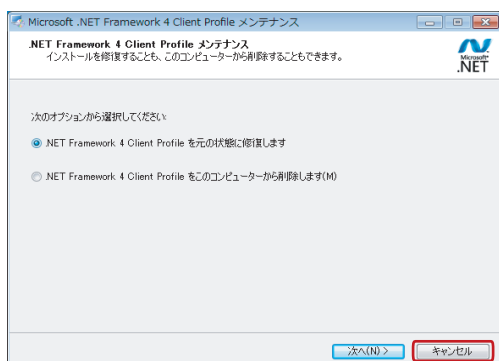 Microsoft .NET Framework 4 Client Profile メンテナンス
.NET Framework 4 Client Profile メンテナンス
インストールを修復することも、このコンピューターから削除することもできます。
Microsoft
.NET
次のオプションから選択してください:
.NET Framework 4 Client Profile を元の状態に修復します
.NET Framework 4 Client Profile をこのコンピューターから削除します(M)
次へ(N) >
キャンセル